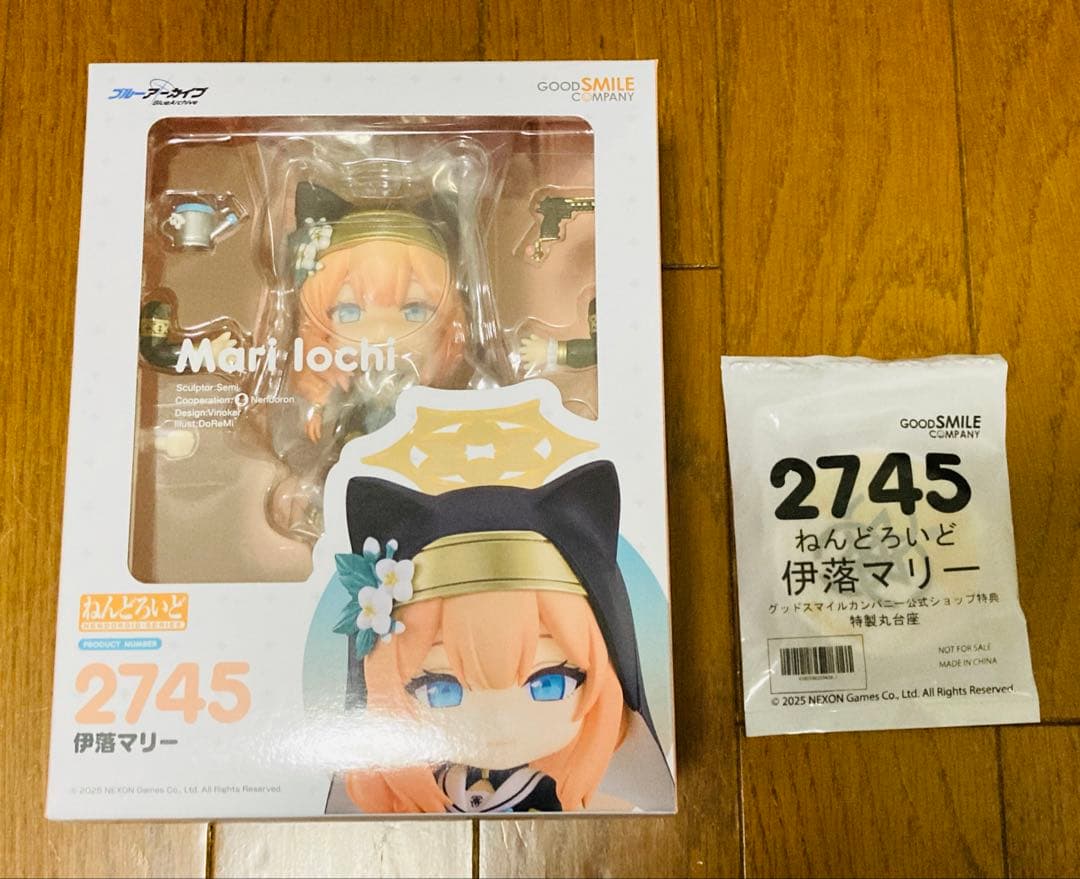 ブルーアーカイブ
BlueArchive
GOOD SMILE
COMPANY
Mari Iochi
Sculptor:Semi
Cooperation: Nendoron
Design:Vinoker
Illust:DoReMi
ねんどろいど
NENDOROID SERIES
PRODUCT NUMBER
2745
伊落マリー
© 2025 NEXON Games Co., Ltd. All Rights Reserved.
GOOD SMILE
COMPANY
2745
ねんどろいど
伊落マリー
グッドスマイルカンパニー公式ショップ特典
特製丸台座
NOT FOR SALE
MADE IN CHINA
© 2025 NEXON Games Co., Ltd. All Rights Reserved.